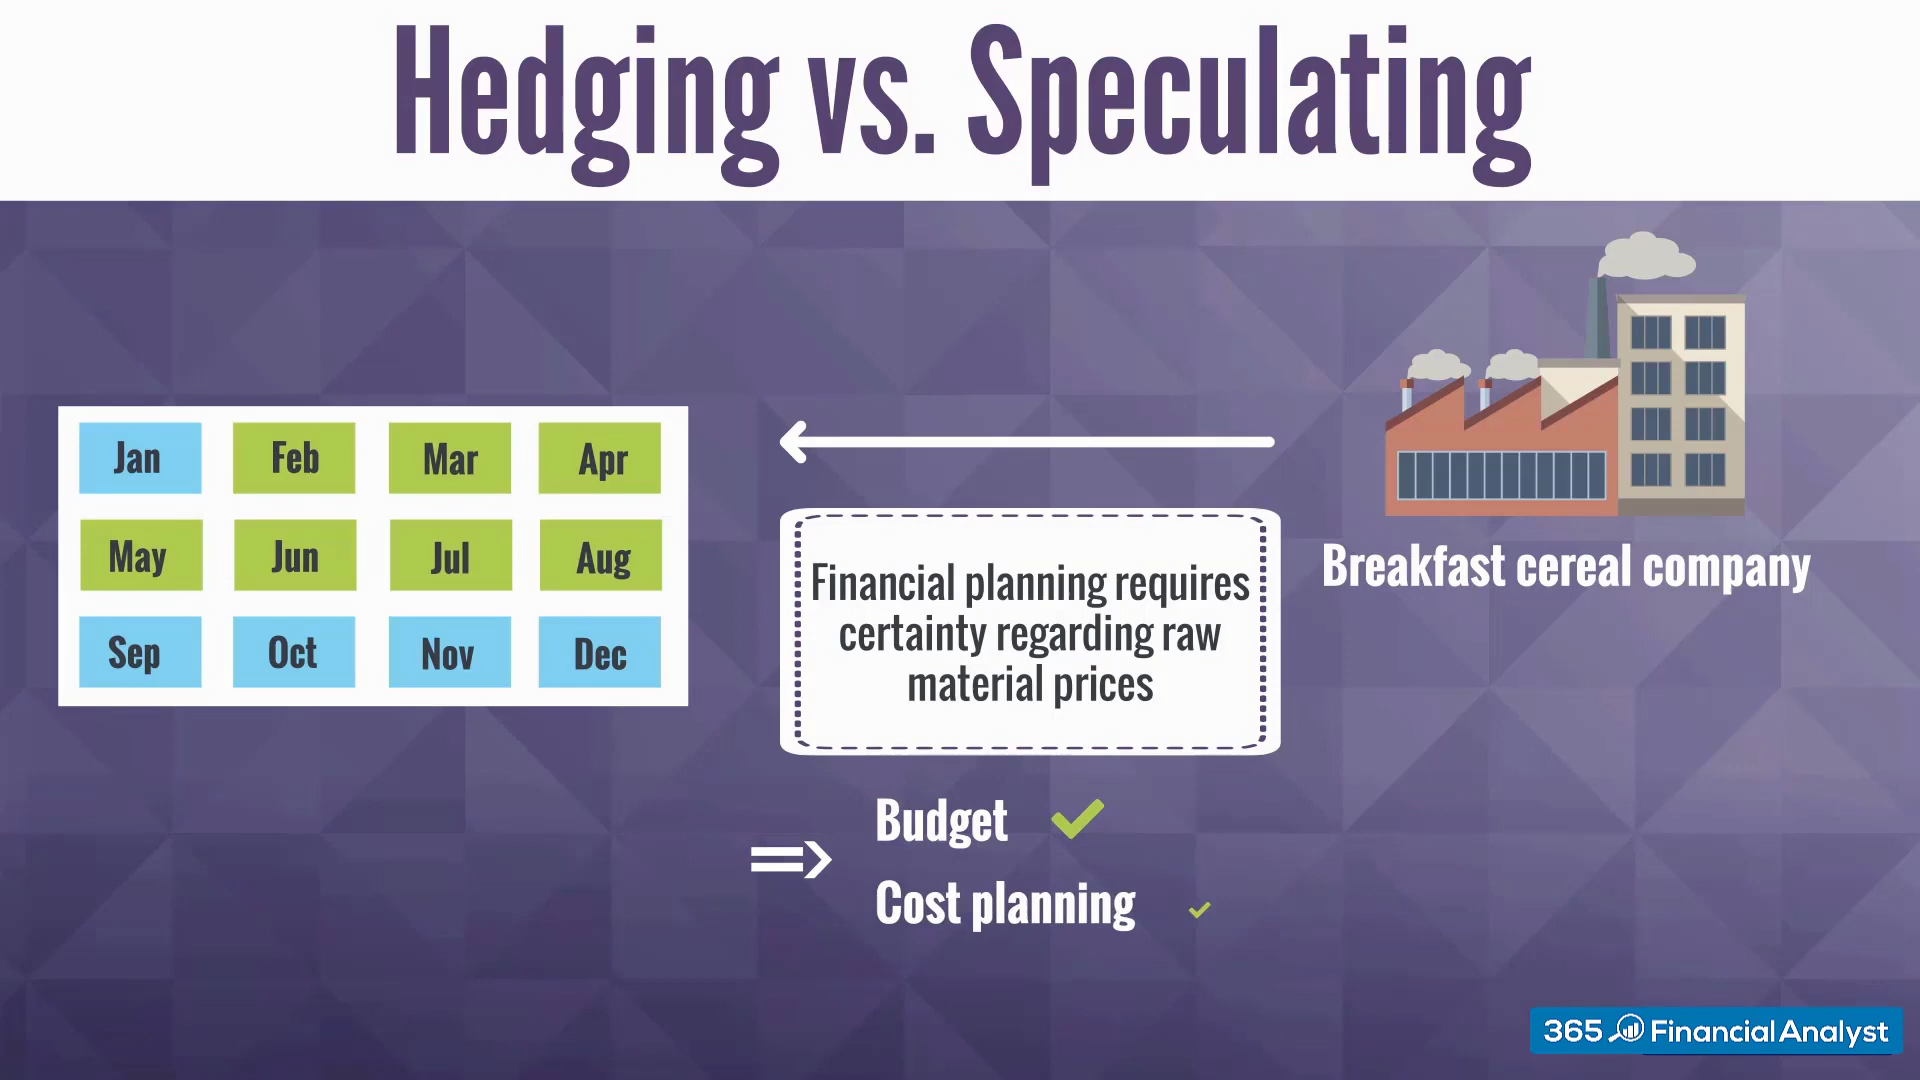 Hedging vs. Speculating
Jan Feb Mar Apr
May Jun Jul Aug
Sep Oct Nov Dec
Financial planning requires
certainty regarding raw
material prices
Breakfast cereal company
Budget
Cost planning
365 Financial Analyst